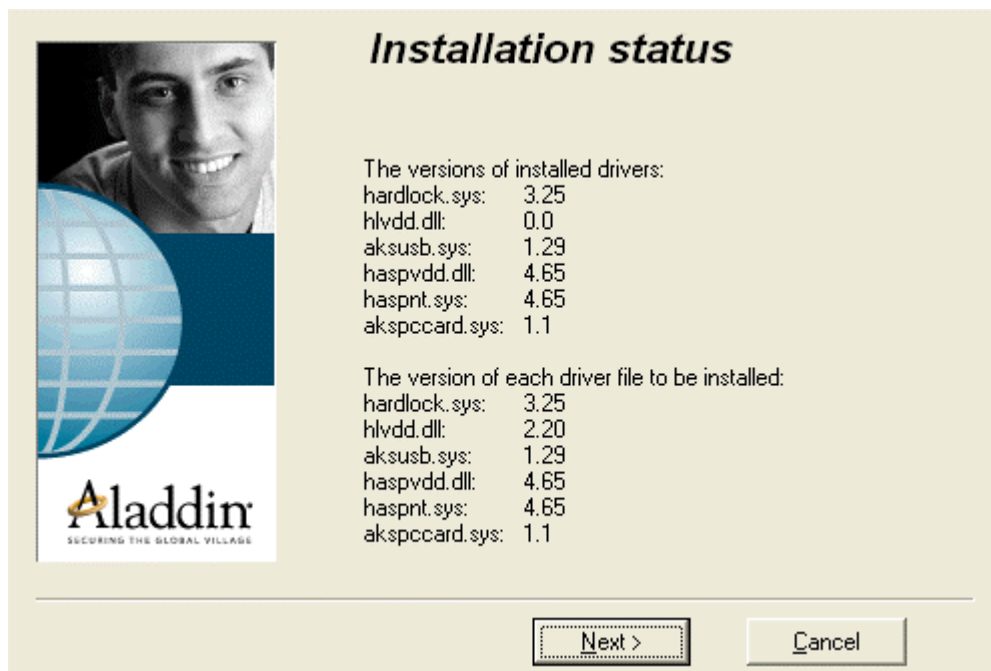 Installation status
The versions of installed drivers:
hardlock.sys: 3.25
hlvdd.dll: 0.0
aksusb.sys: 1.29
haspvdd.dll: 4.65
haspnt.sys: 4.65
akspccard.sys: 1.1
The version of each driver file to be installed:
hardlock.sys: 3.25
hlvdd.dll: 2.20
aksusb.sys: 1.29
haspvdd.dll: 4.65
haspnt.sys: 4.65
akspccard.sys: 1.1
Aladdin
SECURING THE GLOBAL VILLAGE
Next > Cancel